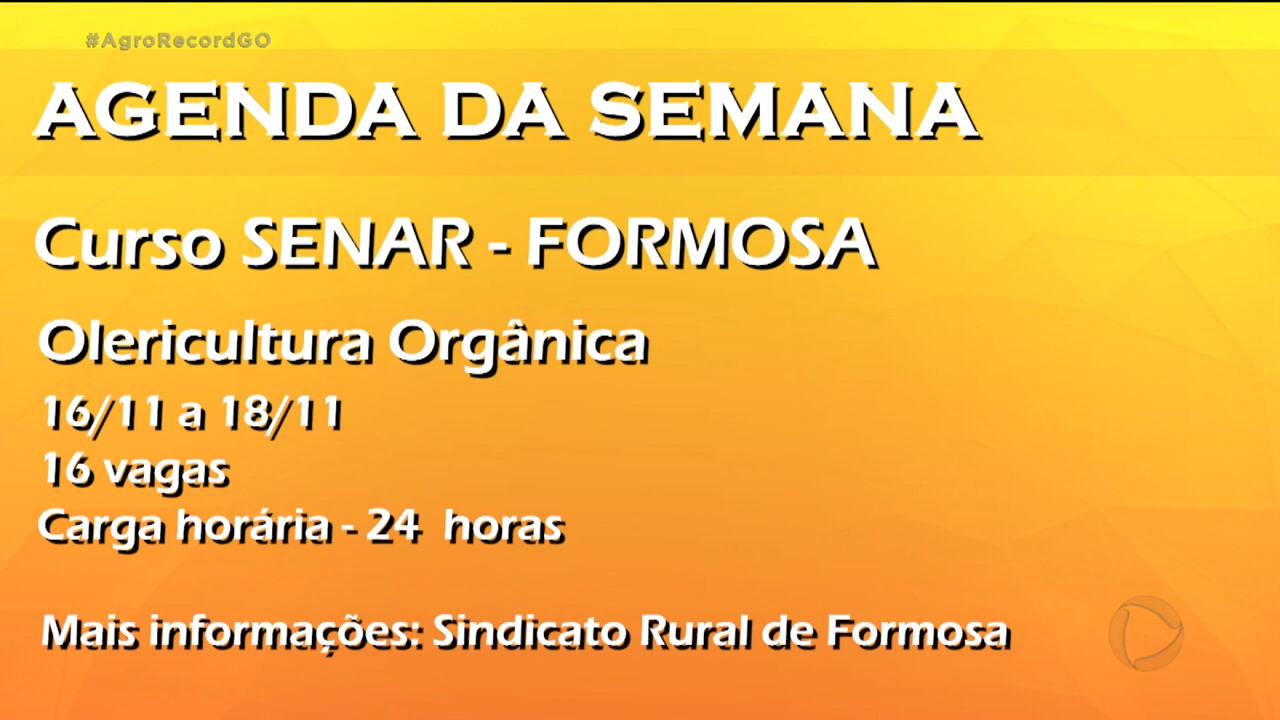 #AgroRecordGO
AGENDA DA SEMANA
Curso SENAR - FORMOSA
Olericultura Orgânica
16/11 a 18/11
16 vagas
Carga horária - 24 horas
Mais informações: Sindicato Rural de Formosa